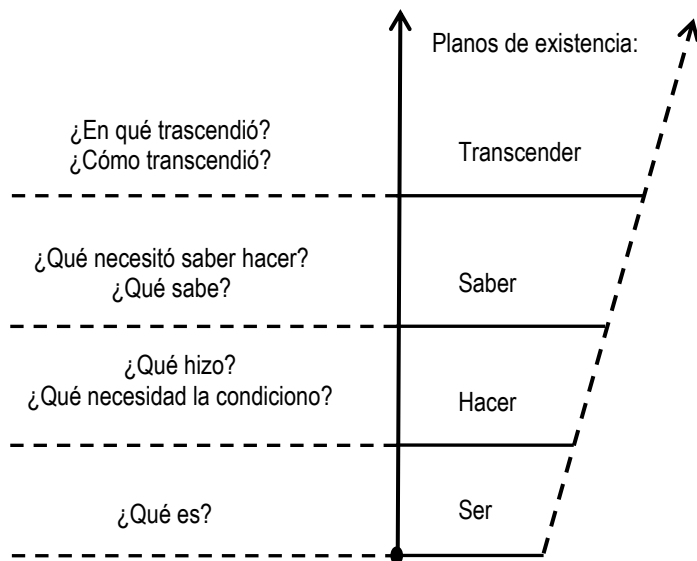 Planos de existencia:
¿En qué trascendió?
¿Cómo transcendió?
Transcender
¿Qué necesitó saber hacer?
¿Qué sabe?
Saber
¿Qué hizo?
¿Qué necesidad la condiciono?
Hacer
¿Qué es?
Ser